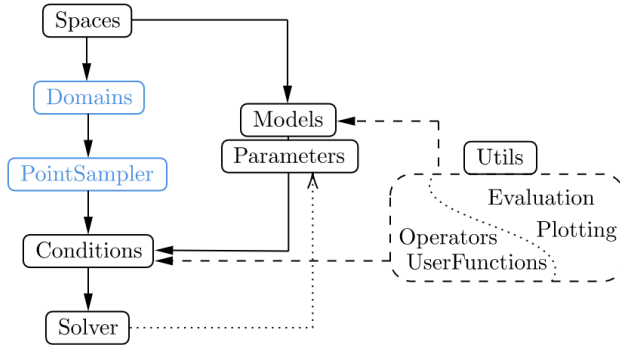 Spaces
Domains
Models
Parameters
Utils
PointSampler
Evaluation
Plotting
Operators
UserFunctions
Conditions
Solver